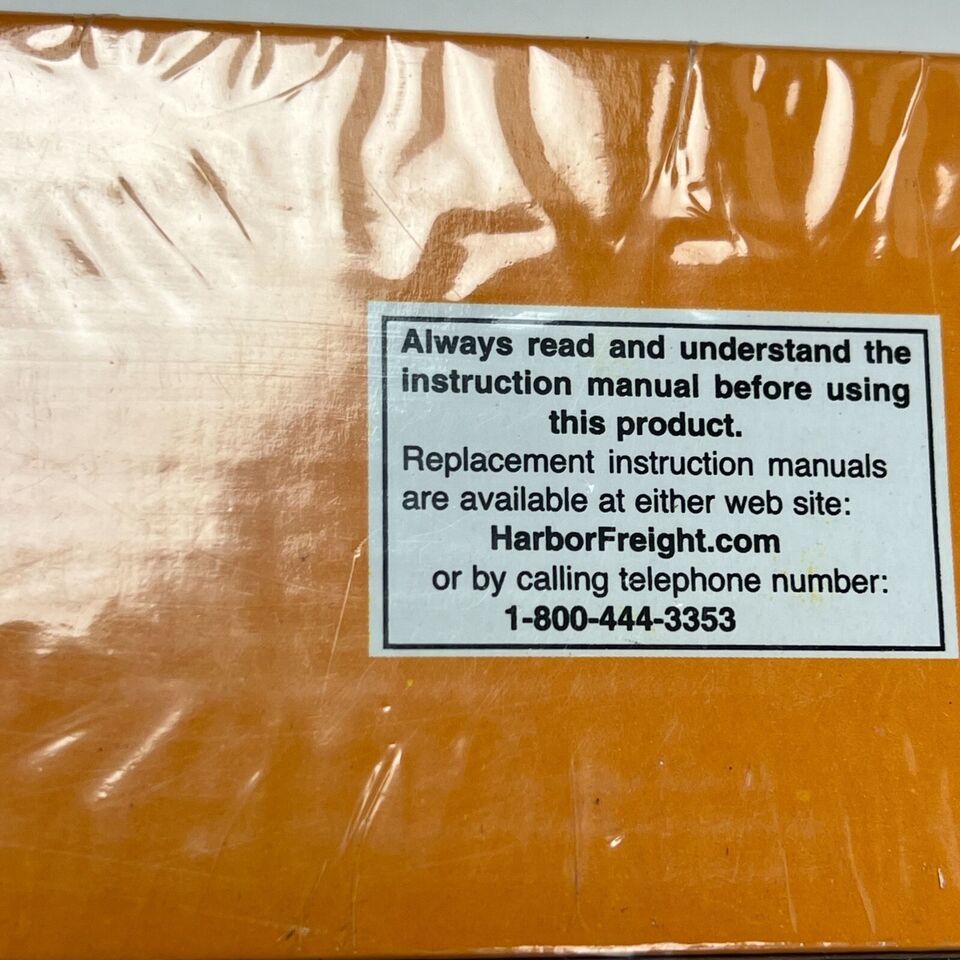 Always read and understand the
instruction manual before using
this product.
Replacement instruction manuals
are available at either web site:
HarborFreight.com
or by calling telephone number:
1-800-444-3353